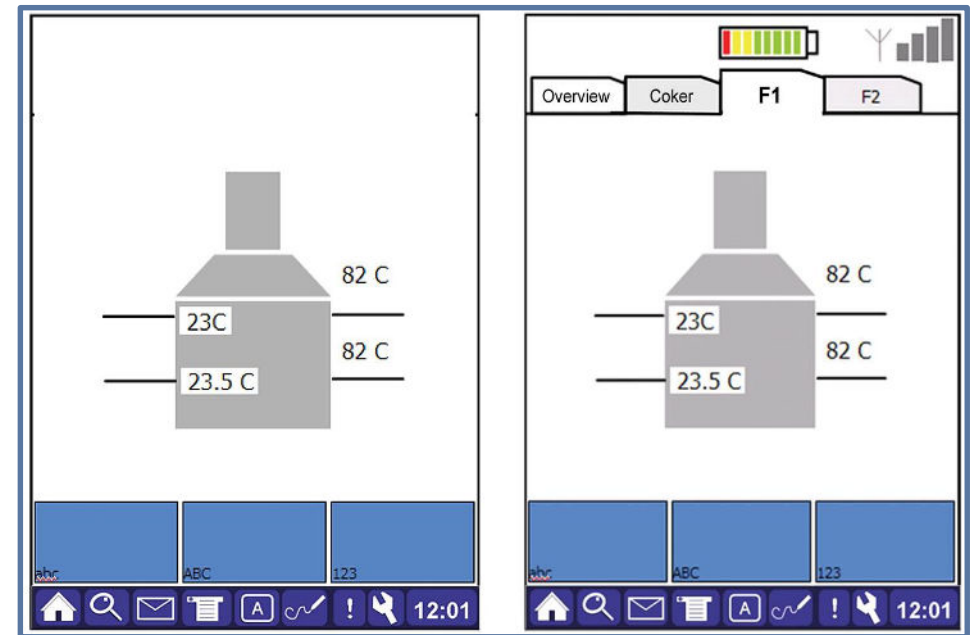 82 C
23C
82 C
23.5 C
abc ABC 123
A ! 12:01
Overview Coker F1 F2
82 C
23C
82 C
23.5 C
abc ABC 123
A ! 12:01